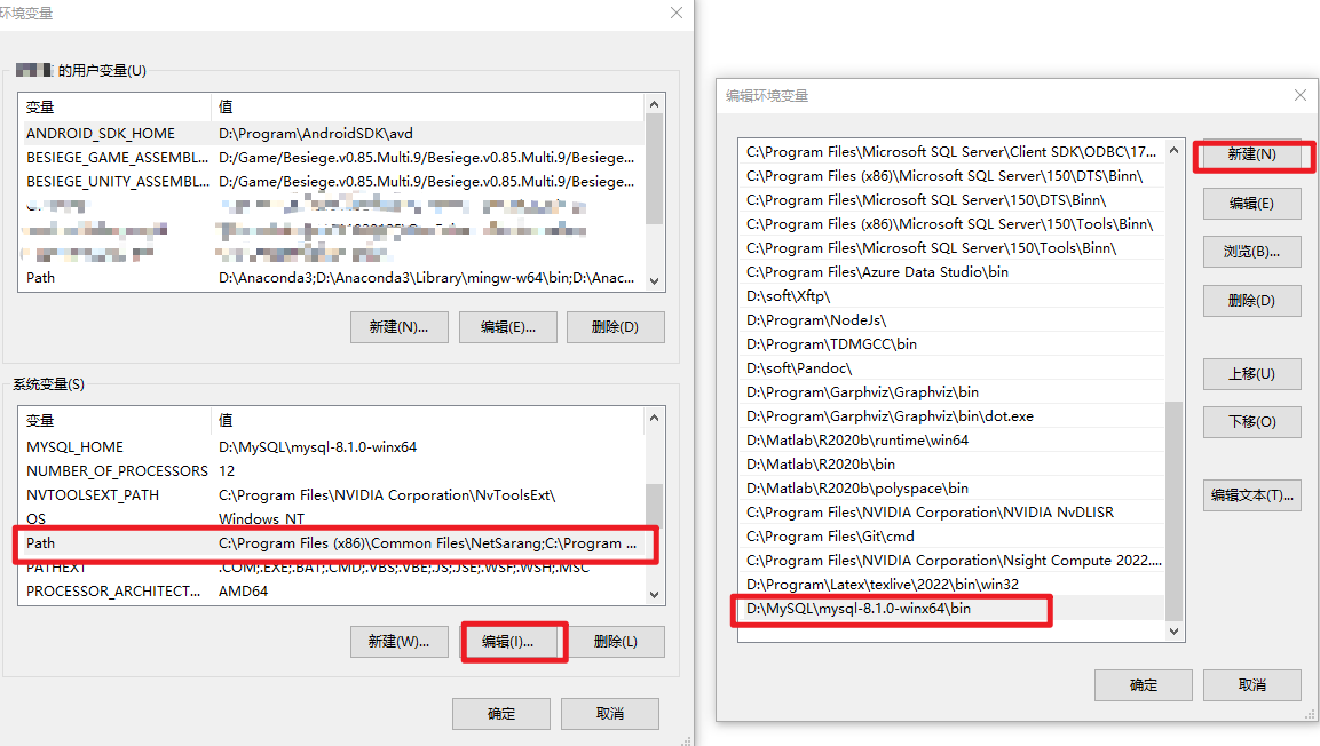 环境变量
的用户变量(U)
变量 值
ANDROID_SDK_HOME D:\Program\AndroidSDK\avd
BESIEGE_GAME_ASSEMBL... D:/Game/Besiege.v0.85.Multi.9/Besiege.v0.85.Multi.9/Besiege...
BESIEGE_UNITY_ASSEMBL... D:/Game/Besiege.v0.85.Multi.9/Besiege.v0.85.Multi.9/Besiege...
Path D:\Anaconda3;D:\Anaconda3\Library\mingw-w64\bin;D:\Anac...
新建(N)... 编辑(E)... 删除(D)
系统变量(S)
变量 值
MYSQL_HOME D:\MySQL\mysql-8.1.0-winx64
NUMBER_OF_PROCESSORS 12
NVTOOLSEXT_PATH C:\Program Files\NVIDIA Corporation\NvToolsExt\
OS Windows_NT
Path C:\Program Files (x86)\Common Files\NetSarang;C:\Program ...
PATHEXT .COM;.EXE;.BAT;.CMD;.VBS;.VBE;.JS;.JSE;.WSF;.WSH;.MSC
PROCESSOR_ARCHITECT... AMD64
新建(W)... 编辑(I)... 删除(L)
确定 取消
编辑环境变量
C:\Program Files\Microsoft SQL Server\Client SDK\ODBC\17...
C:\Program Files (x86)\Microsoft SQL Server\150\DTS\Binn\
C:\Program Files\Microsoft SQL Server\150\DTS\Binn\
C:\Program Files (x86)\Microsoft SQL Server\150\Tools\Binn\
C:\Program Files\Microsoft SQL Server\150\Tools\Binn\
C:\Program Files\Azure Data Studio\bin
D:\soft\Xftp\
D:\Program\NodeJs\
D:\Program\TDMGCC\bin
D:\soft\Pandoc\
D:\Program\Garphviz\Graphviz\bin
D:\Program\Garphviz\Graphviz\bin\dot.exe
D:\Matlab\R2020b\runtime\win64
D:\Matlab\R2020b\bin
D:\Matlab\R2020b\polyspace\bin
C:\Program Files\NVIDIA Corporation\NVIDIA NvDLISR
C:\Program Files\Git\cmd
C:\Program Files\NVIDIA Corporation\Nsight Compute 2022....
D:\Program\Latex\texlive\2022\bin\win32
D:\MySQL\mysql-8.1.0-winx64\bin
新建(N)
编辑(E)
浏览(B)...
删除(D)
上移(U)
下移(O)
编辑文本(T)...
确定 取消